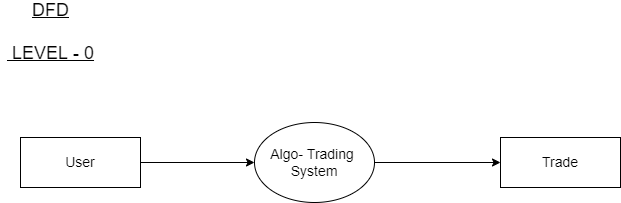 DFD
LEVEL - 0
User
Algo- Trading
System
Trade